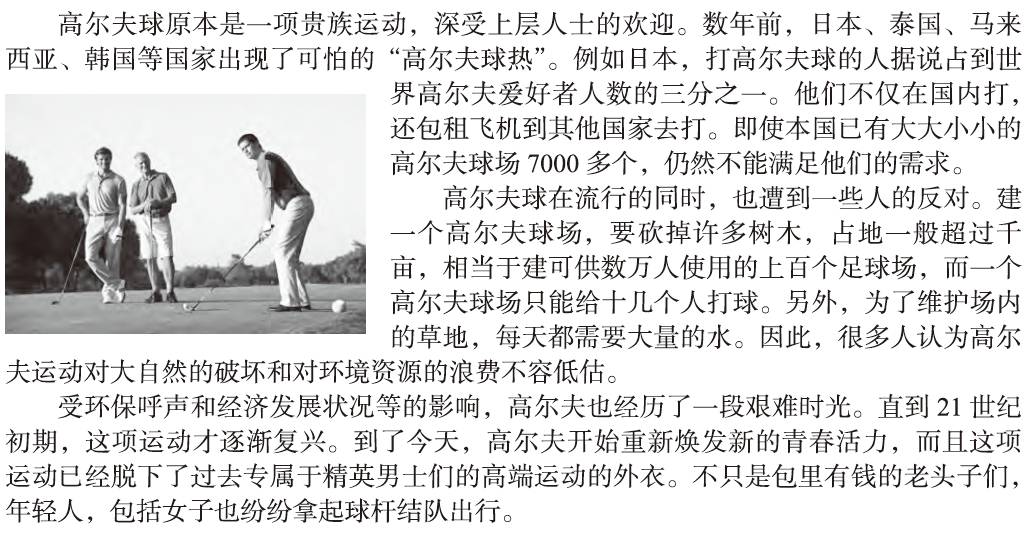 高尔夫球原本是一项贵族运动，深受上层人士的欢迎。数年前，日本、泰国、马来
西亚、韩国等国家出现了可怕的“高尔夫球热”。例如日本，打高尔夫球的人据说占到世
界高尔夫爱好者人数的三分之一。他们不仅在国内打，
还包租飞机到其他国家去打。即使本国已有大大小小的
高尔夫球场 7000 多个，仍然不能满足他们的需求。
高尔夫球在流行的同时，也遭到一些人的反对。建
一个高尔夫球场，要砍掉许多树木，占地一般超过千
亩，相当于建可供数万人使用的上百个足球场，而一个
高尔夫球场只能给十几个人打球。另外，为了维护场内
的草地，每天都需要大量的水。因此，很多人认为高尔
夫运动对大自然的破坏和对环境资源的浪费不容低估。
受环保呼声和经济发展状况等的影响，高尔夫也经历了一段艰难时光。直到 21 世纪
初期，这项运动才逐渐复兴。到了今天，高尔夫开始重新焕发新的青春活力，而且这项
运动已经脱下了过去专属于精英男士们的高端运动的外衣。不只是包里有钱的老头子们，
年轻人，包括女子也纷纷拿起球杆结队出行。